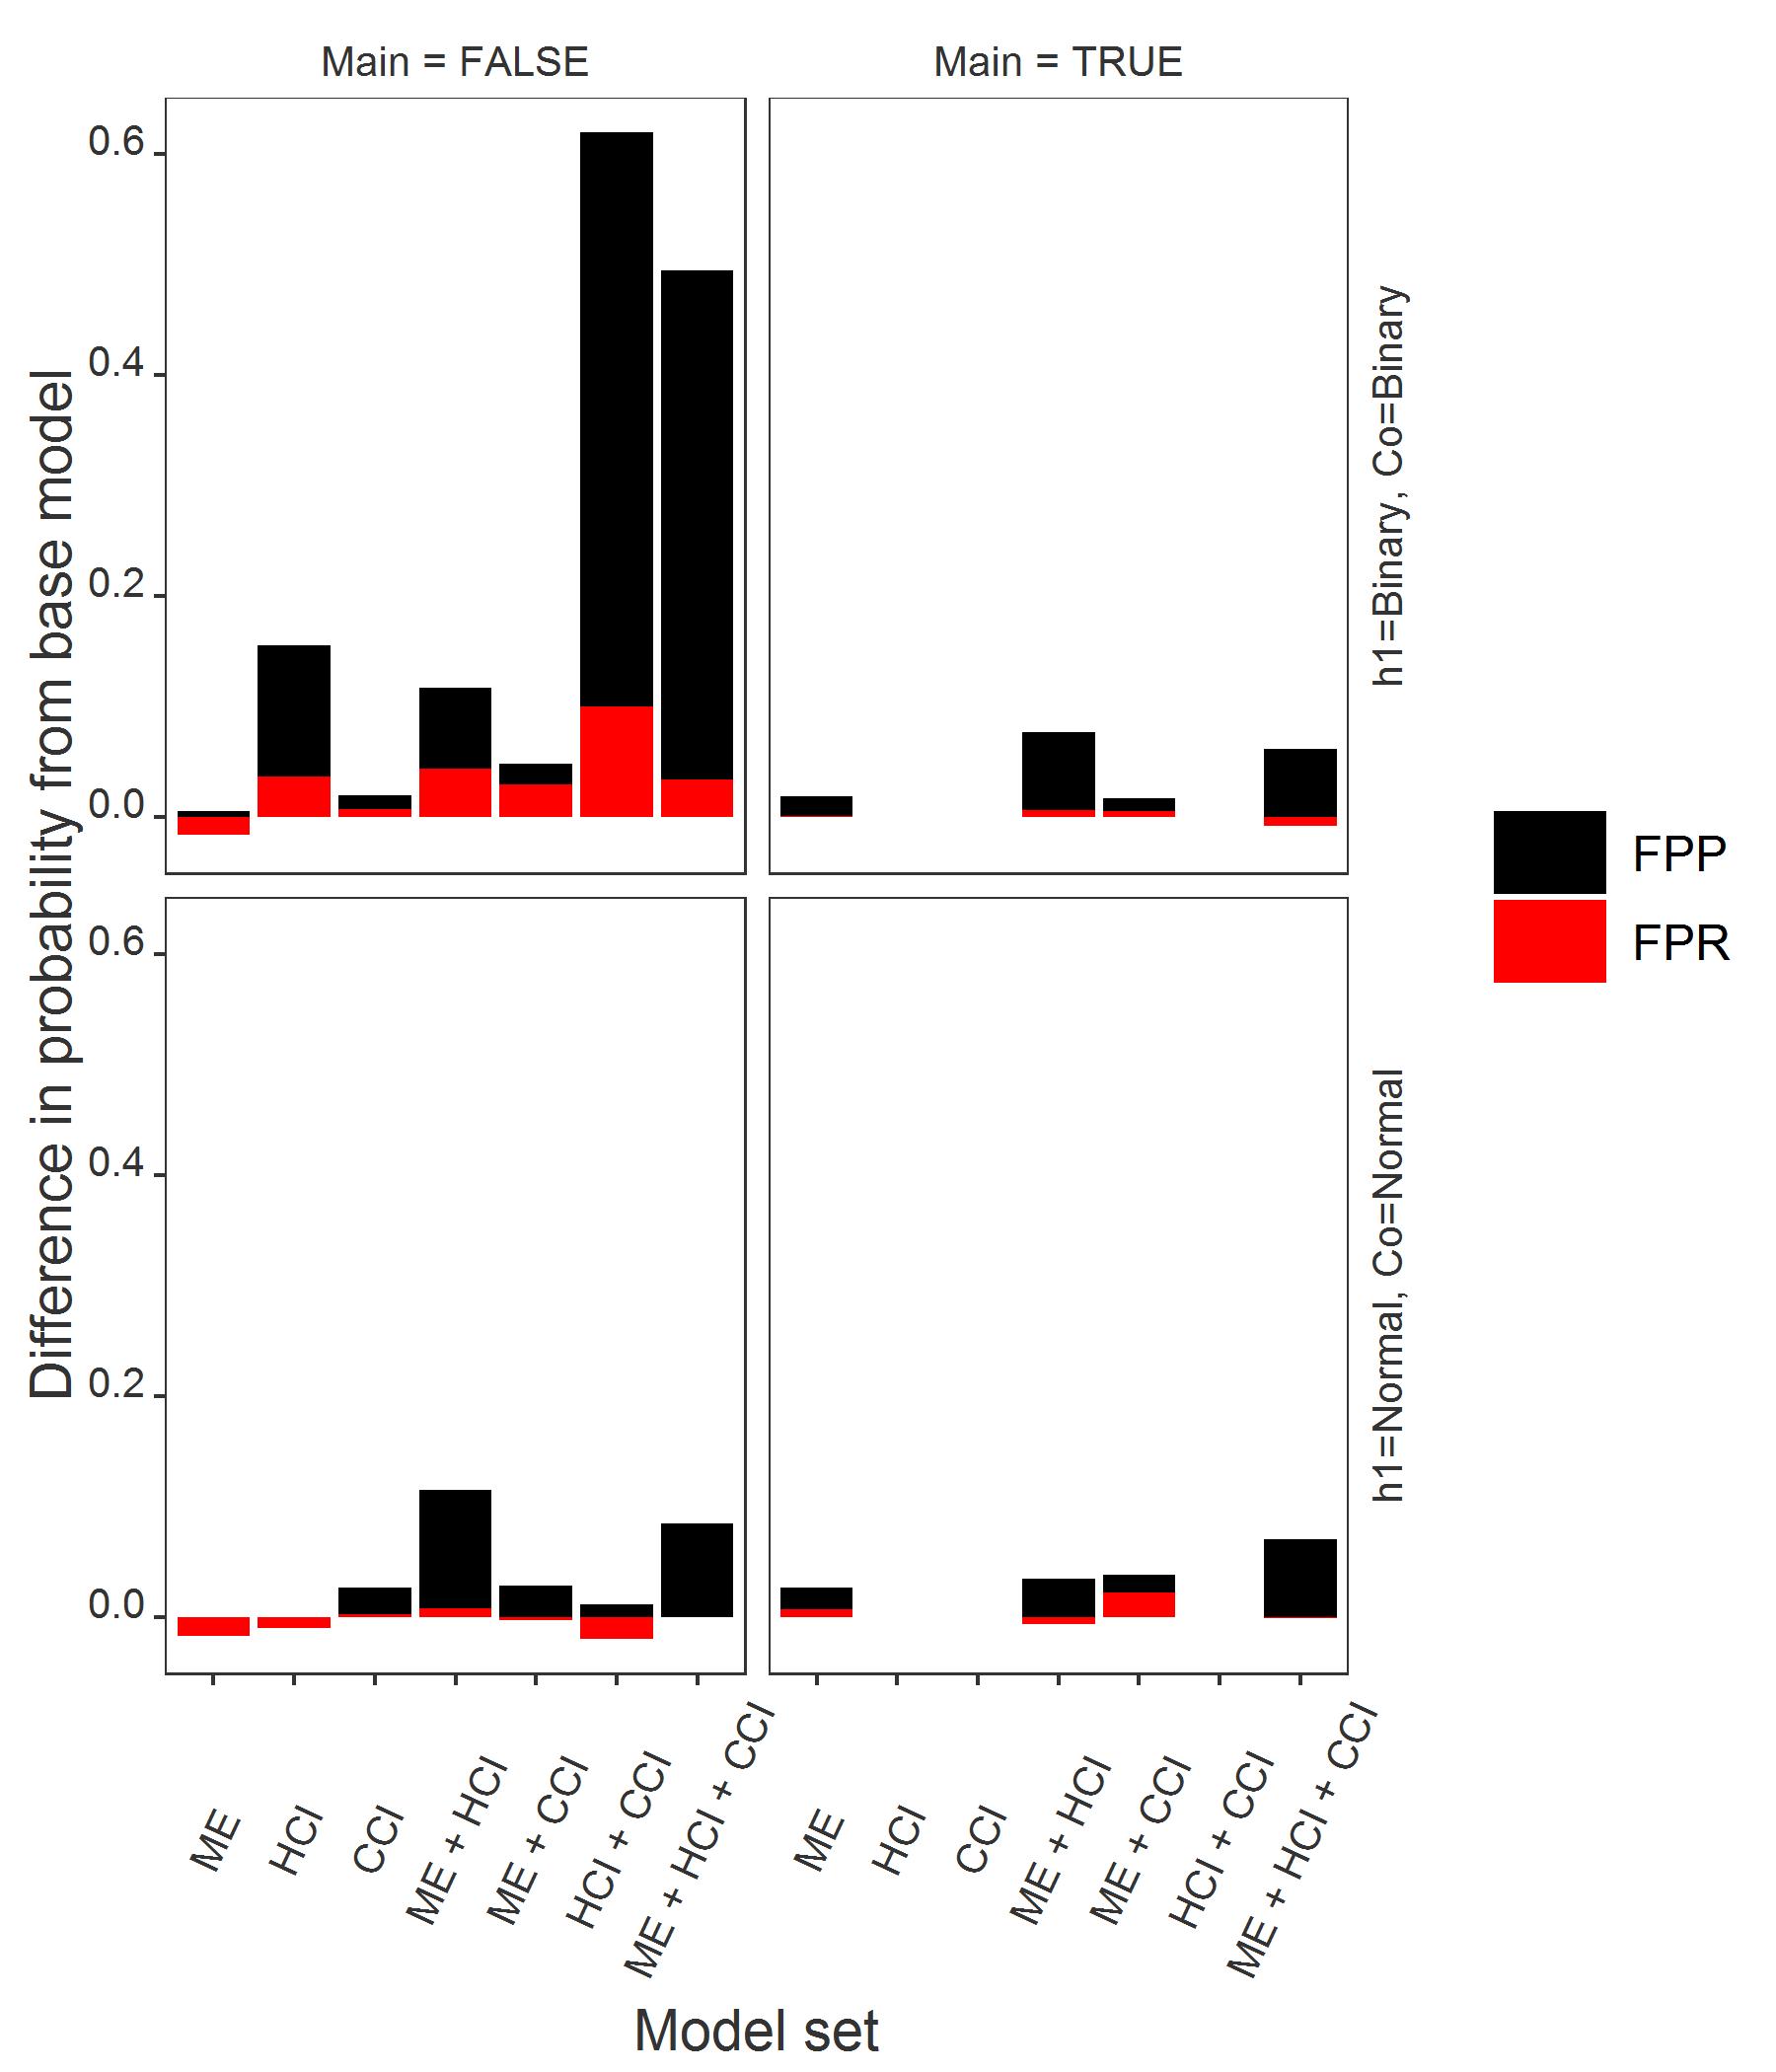 Main = FALSE
Main = TRUE
Difference in probability from base model
0.6
0.4
0.2
0.0
h1=Binary, Co=Binary
0.6
0.4
0.2
0.0
h1=Normal, Co=Normal
FPP
FPR
ME
HCI
CCI
ME + HCI
ME + CCI
HCI + CCI
ME + HCI + CCI
ME
HCI
CCI
ME + HCI
ME + CCI
HCI + CCI
ME + HCI + CCI
Model set